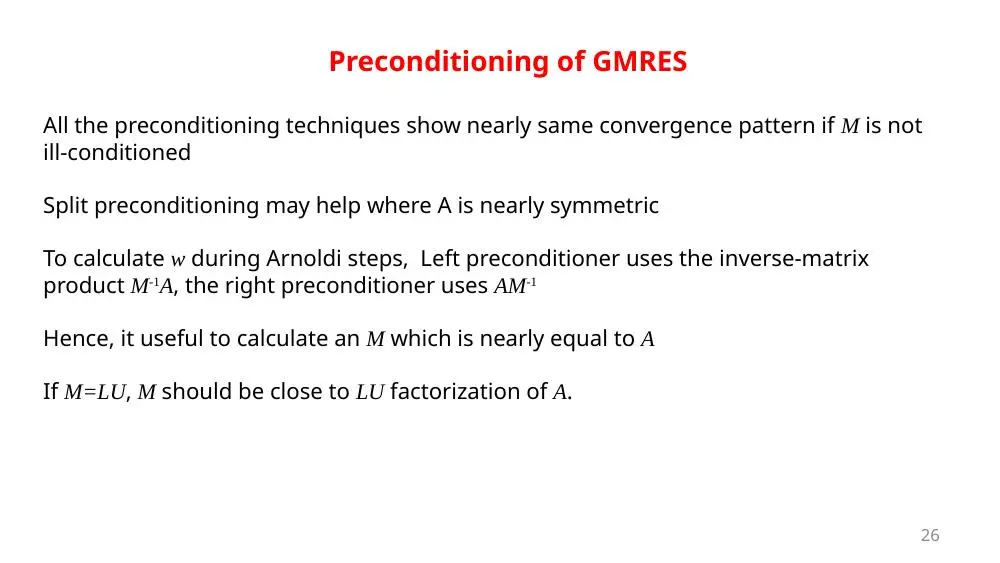 Preconditioning of GMRES
All the preconditioning techniques show nearly same convergence pattern if M is not
ill-conditioned
Split preconditioning may help where A is nearly symmetric
To calculate w during Arnoldi steps,  Left preconditioner uses the inverse-matrix
product M⁻¹A, the right preconditioner uses AM⁻¹
Hence, it useful to calculate an M which is nearly equal to A
If M=LU, M should be close to LU factorization of A.
26